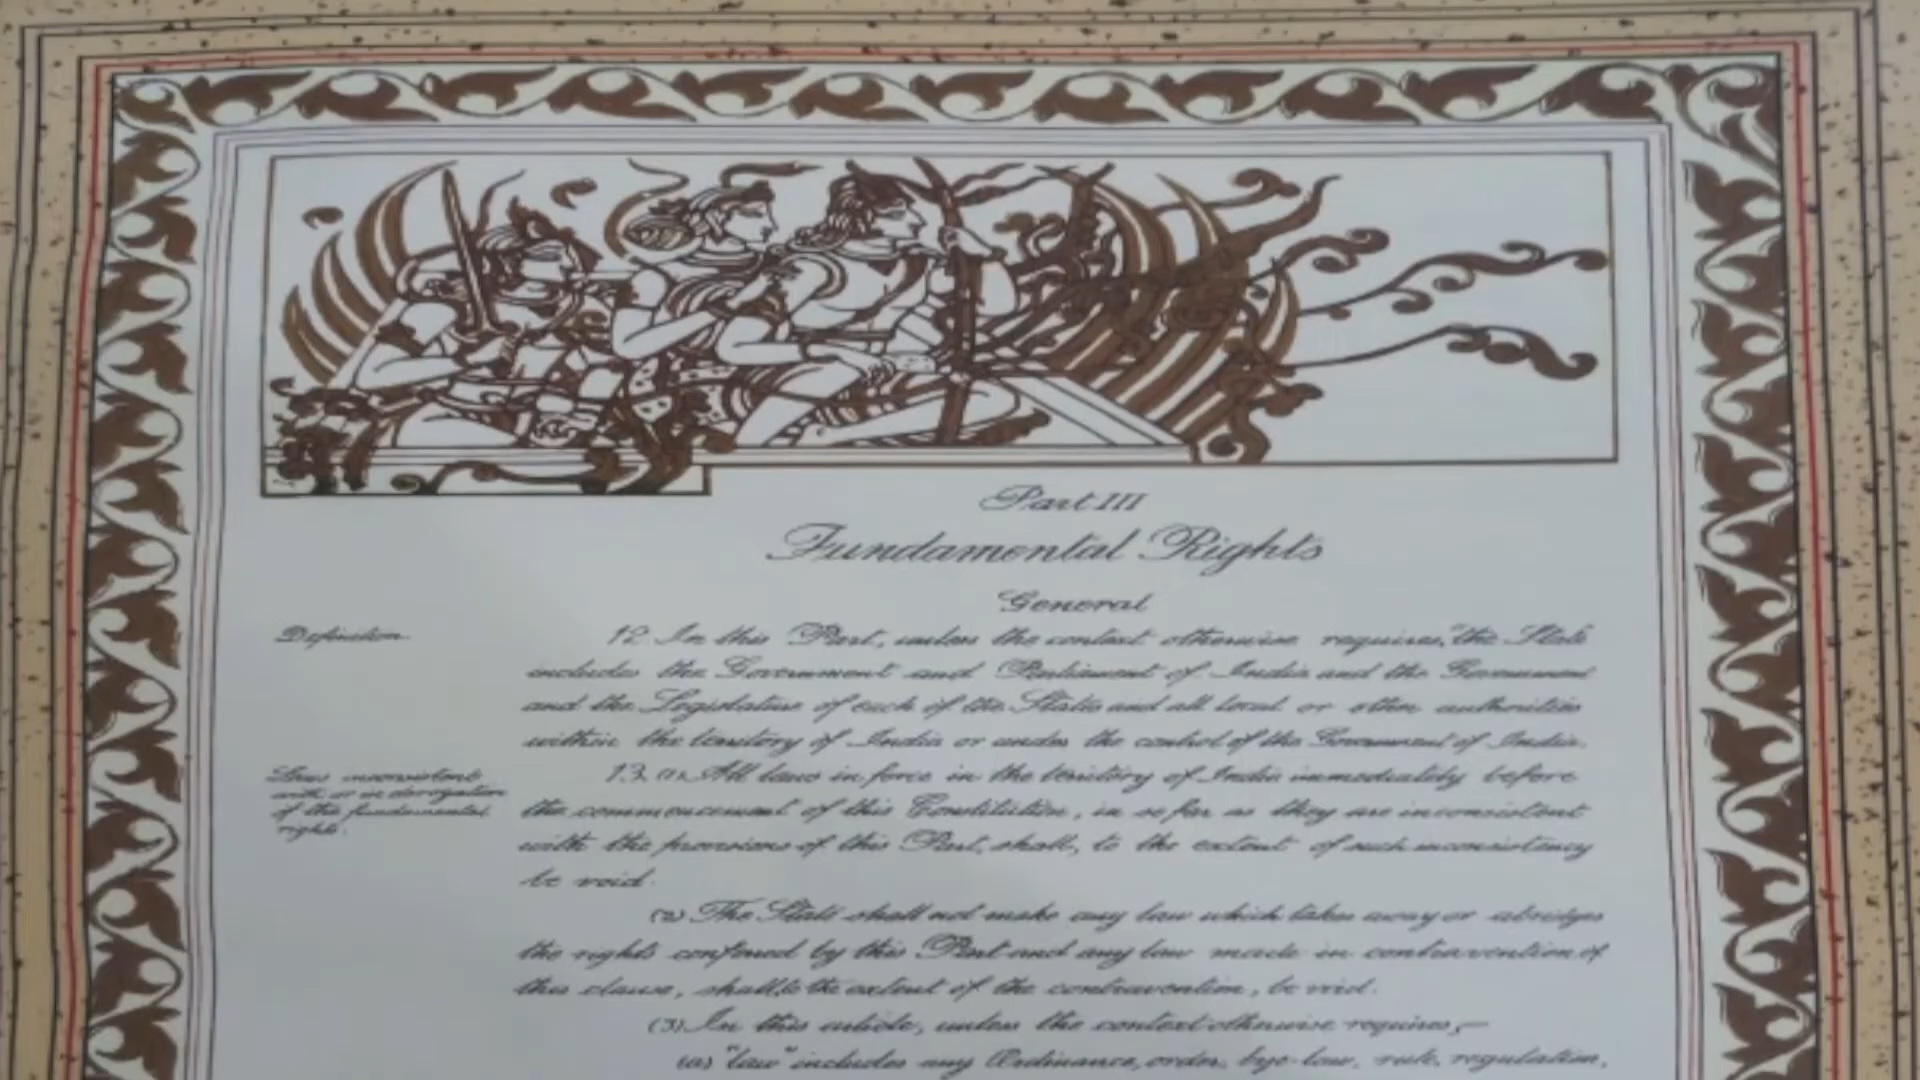 Part III
Fundamental Rights
General
Definition.
12. In this Part, unless the context otherwise requires, "the State"
includes the Government and Parliament of India and the Government
and the Legislature of each of the States and all local or other authorities
within the territory of India or under the control of the Government of India.
Laws inconsistent
with or in derogation
of the fundamental
rights.
13. (1) All laws in force in the territory of India immediately before
the commencement of this Constitution, in so far as they are inconsistent
with the provisions of this Part, shall, to the extent of such inconsistency
be void.
(2) The State shall not make any law which takes away or abridges
the rights conferred by this Part and any law made in contravention of
this clause, shall, to the extent of the contravention, be void.
(3) In this article, unless the context otherwise requires,—
(a) "law" includes any Ordinance, order, bye-law, rule, regulation,